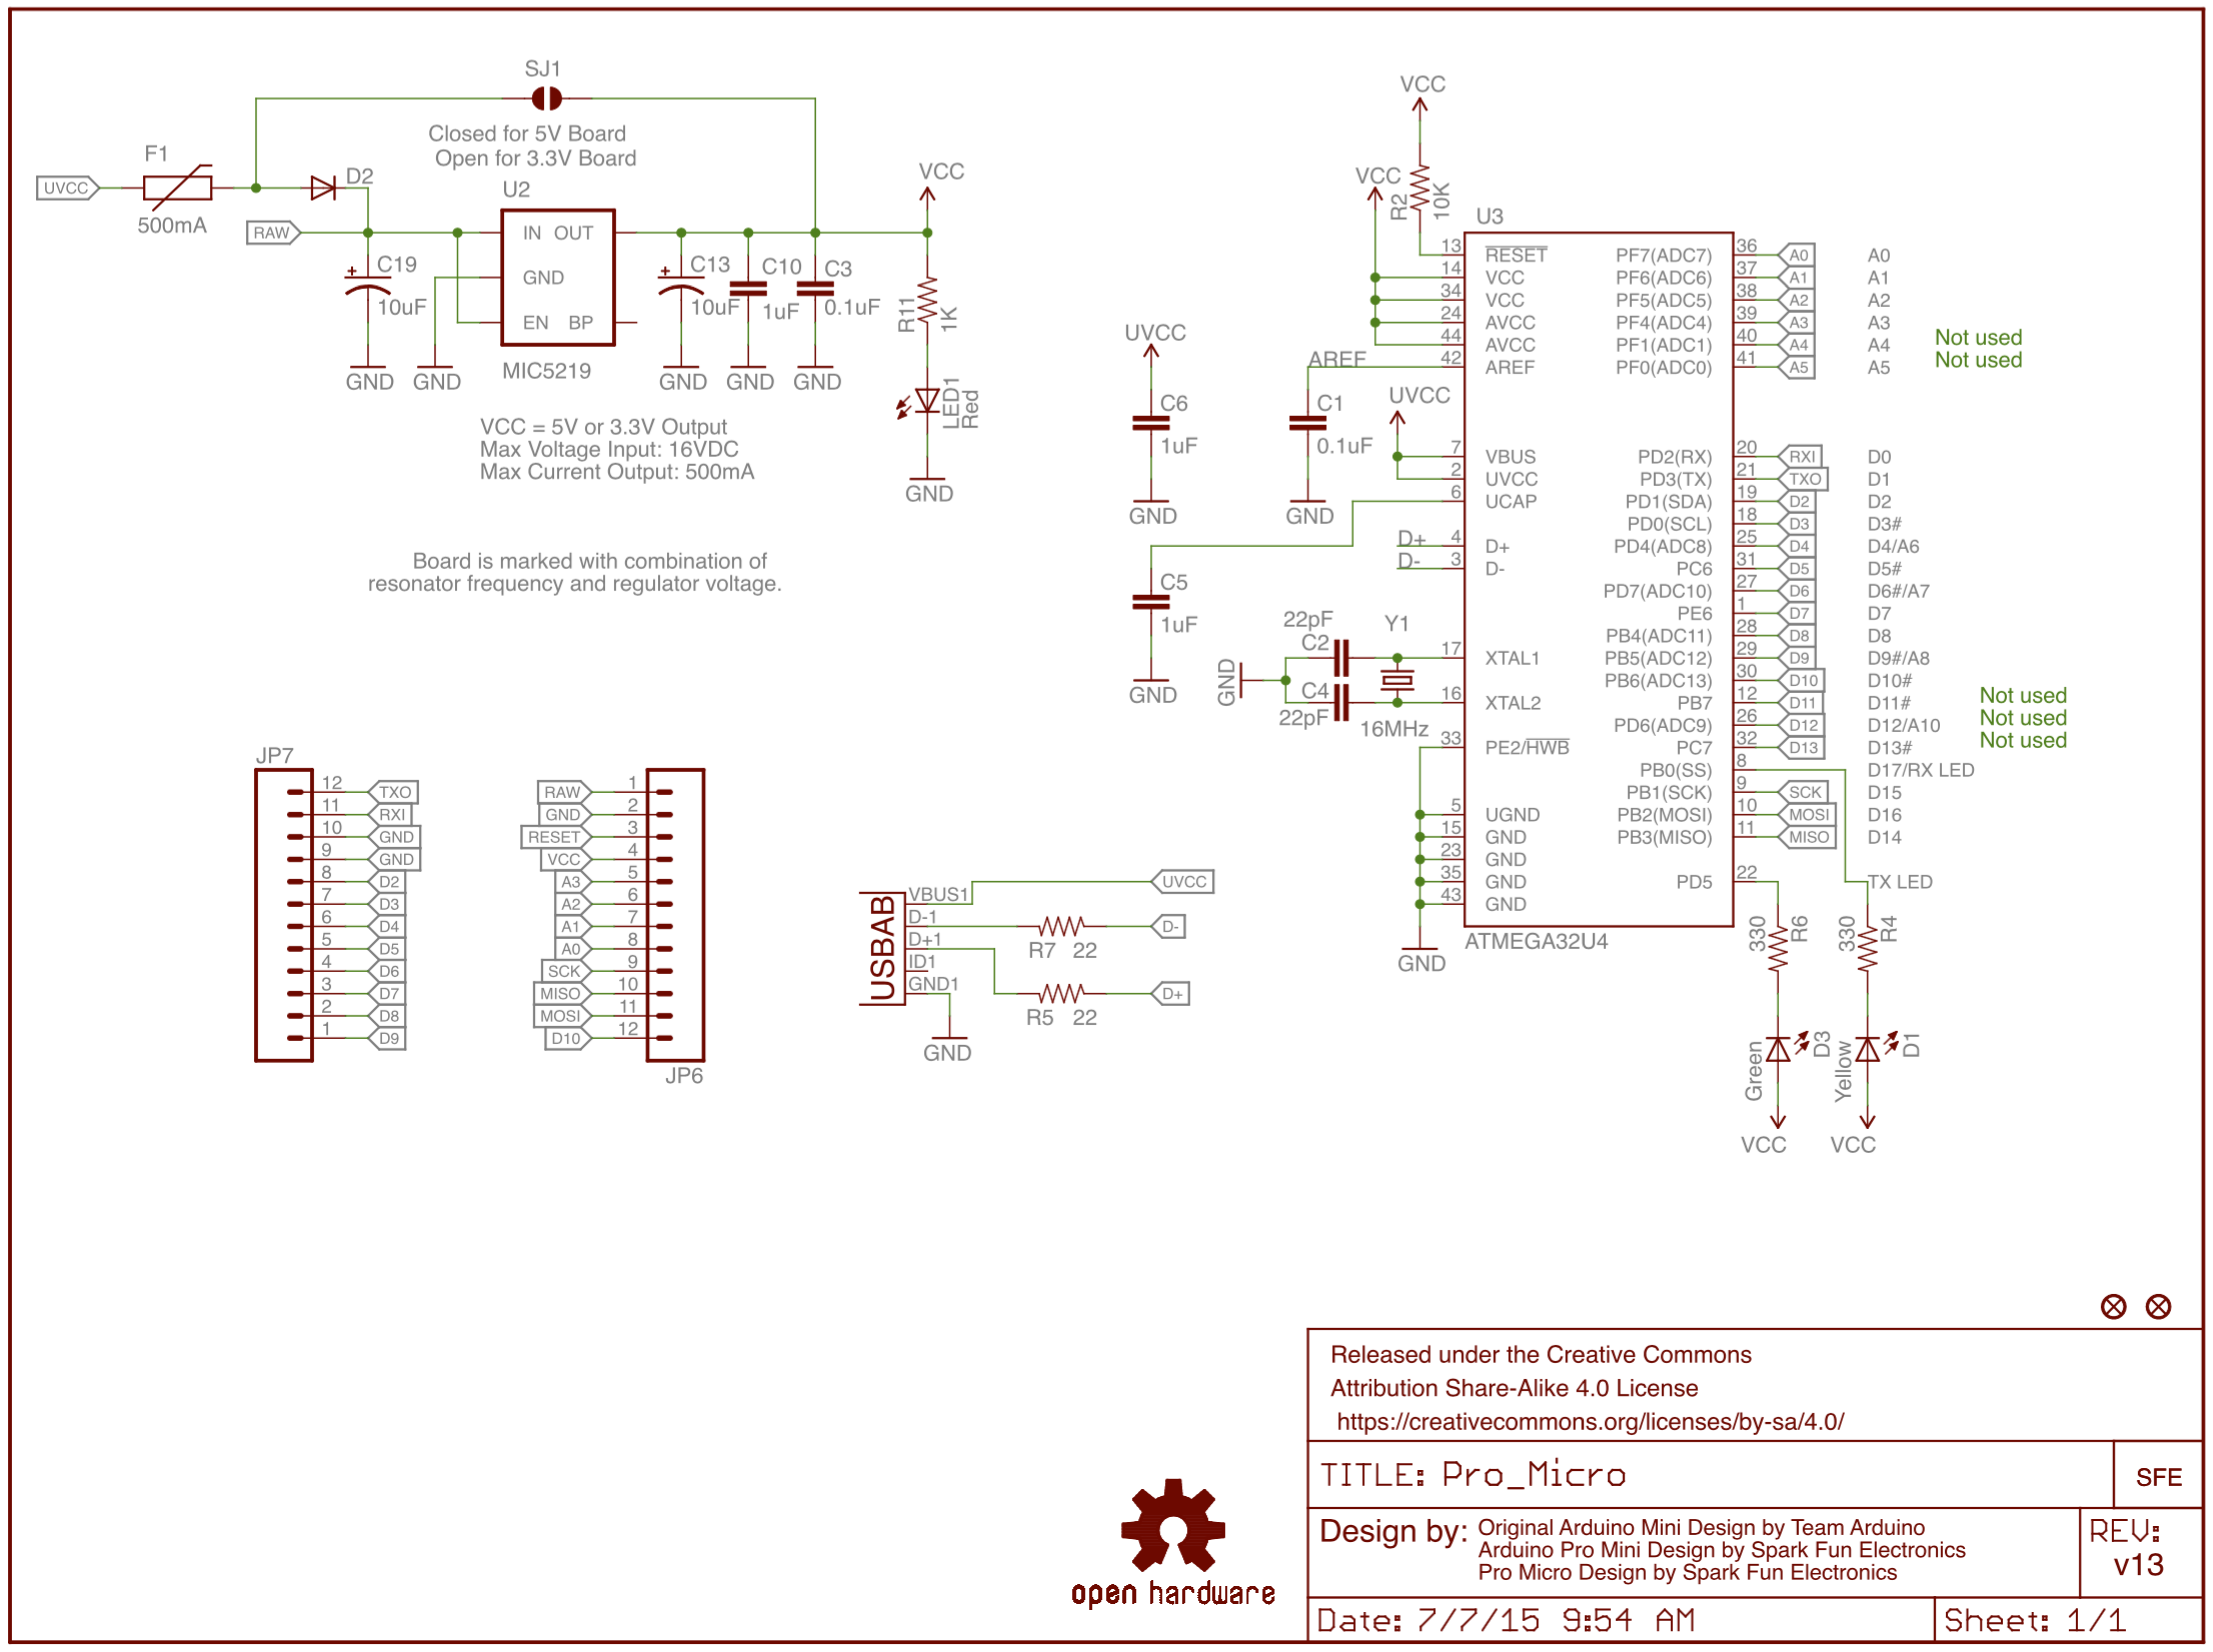 SJ1
Closed for 5V Board
Open for 3.3V Board
F1
UVCC
500mA
D2
U2
RAW
IN OUT
GND
EN BP
MIC5219
C19
10uF
GND
GND
C13
10uF
GND
C10
1uF
GND
C3
0.1uF
GND
VCC
R11
1K
LED1
Red
GND
VCC = 5V or 3.3V Output
Max Voltage Input: 16VDC
Max Current Output: 500mA
Board is marked with combination of
resonator frequency and regulator voltage.
UVCC
C6
1uF
GND
C5
1uF
GND
VCC
VCC
R2
10K
AREF
C1
0.1uF
GND
UVCC
D+
D-
22pF
C2
Y1
GND
C4
22pF
16MHz
GND
U3
13 RESET
14 VCC
34 VCC
24 AVCC
44 AVCC
42 AREF
7 VBUS
2 UVCC
6 UCAP
4 D+
3 D-
17 XTAL1
16 XTAL2
33 PE2/HWB
5 UGND
15 GND
23 GND
35 GND
43 GND
ATMEGA32U4
PF7(ADC7) 36 A0 A0
PF6(ADC6) 37 A1 A1
PF5(ADC5) 38 A2 A2
PF4(ADC4) 39 A3 A3
PF1(ADC1) 40 A4 A4 Not used
PF0(ADC0) 41 A5 A5 Not used
PD2(RX) 20 RXI D0
PD3(TX) 21 TXO D1
PD1(SDA) 19 D2 D2
PD0(SCL) 18 D3 D3#
PD4(ADC8) 25 D4 D4/A6
PC6 31 D5 D5#
PD7(ADC10) 27 D6 D6#/A7
PE6 1 D7 D7
PB4(ADC11) 28 D8 D8
PB5(ADC12) 29 D9 D9#/A8
PB6(ADC13) 30 D10 D10#
PB7 12 D11 D11# Not used
PD6(ADC9) 26 D12 D12/A10 Not used
PC7 32 D13 D13# Not used
PB0(SS) 8 D17/RX LED
PB1(SCK) 9 SCK D15
PB2(MOSI) 10 MOSI D16
PB3(MISO) 11 MISO D14
PD5 22 TX LED
330
R6
330
R4
Green
D3
Yellow
D1
VCC
VCC
JP7
12 TXO
11 RXI
10 GND
9 GND
8 D2
7 D3
6 D4
5 D5
4 D6
3 D7
2 D8
1 D9
RAW 1
GND 2
RESET 3
VCC 4
A3 5
A2 6
A1 7
A0 8
SCK 9
MISO 10
MOSI 11
D10 12
JP6
USBAB
VBUS1
D-1
D+1
ID1
GND1
GND
UVCC
R7 22
D-
R5 22
D+
Released under the Creative Commons
Attribution Share-Alike 4.0 License
https://creativecommons.org/licenses/by-sa/4.0/
TITLE: Pro_Micro
SFE
Design by: Original Arduino Mini Design by Team Arduino
Arduino Pro Mini Design by Spark Fun Electronics
Pro Micro Design by Spark Fun Electronics
REV:
v13
Date: 7/7/15 9:54 AM
Sheet: 1/1
open hardware